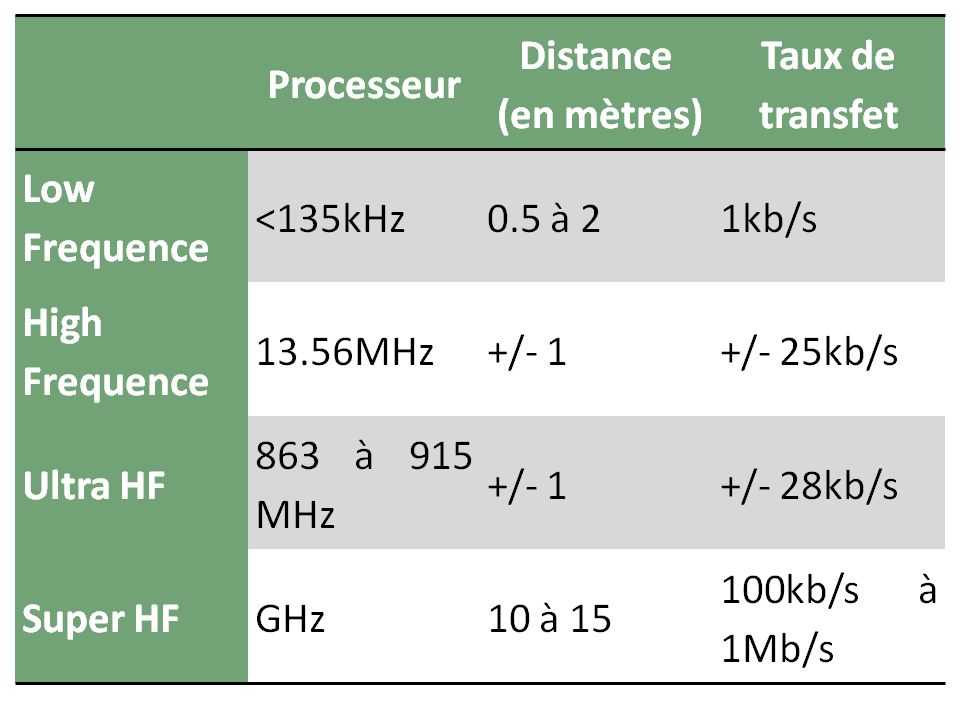 Processeur
Distance
(en mètres)
Taux de
transfet
Low
Frequence
<135kHz
0.5 à 2
1kb/s
High
Frequence
13.56MHz
+/- 1
+/- 25kb/s
Ultra HF
863 à 915
MHz
+/- 1
+/- 28kb/s
Super HF
GHz
10 à 15
100kb/s à
1Mb/s